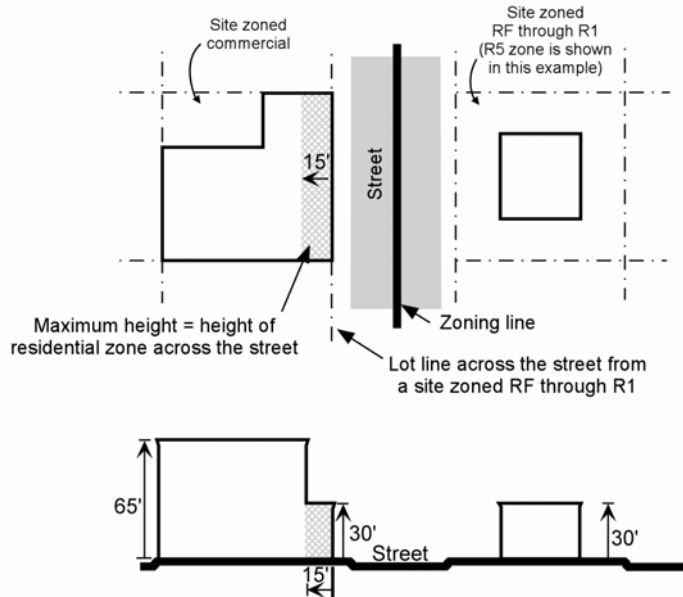 Site zoned
commercial
Site zoned
RF through R1
(R5 zone is shown
in this example)
15'
Street
Maximum height = height of
residential zone across the street
Zoning line
Lot line across the street from
a site zoned RF through R1
65'
30'
Street
30'
15'